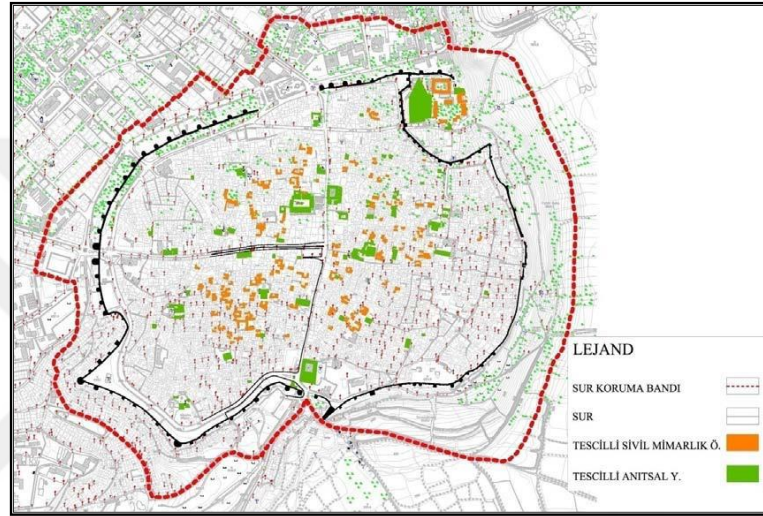 LEJAND
SUR KORUMA BANDI
SUR
TESCİLLİ SİVİL MİMARLIK Ö.
TESCİLLİ ANITSAL Y.